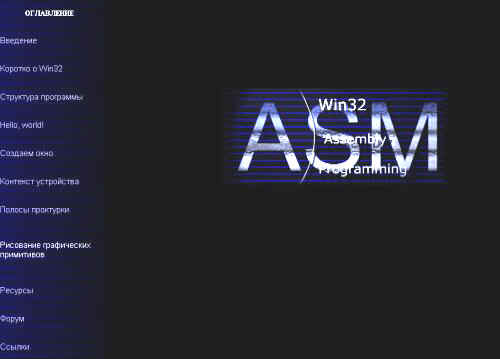 ОГЛАВЛЕНИЕ
Введение
Коротко о Win32
Структура программы
Hello, world!
Создаем окно
Контекст устройства
Полосы проктурки
Рисование графических
примитивов
Ресурсы
Форум
Ссылки
ASM
Win32
Assembly
Programming